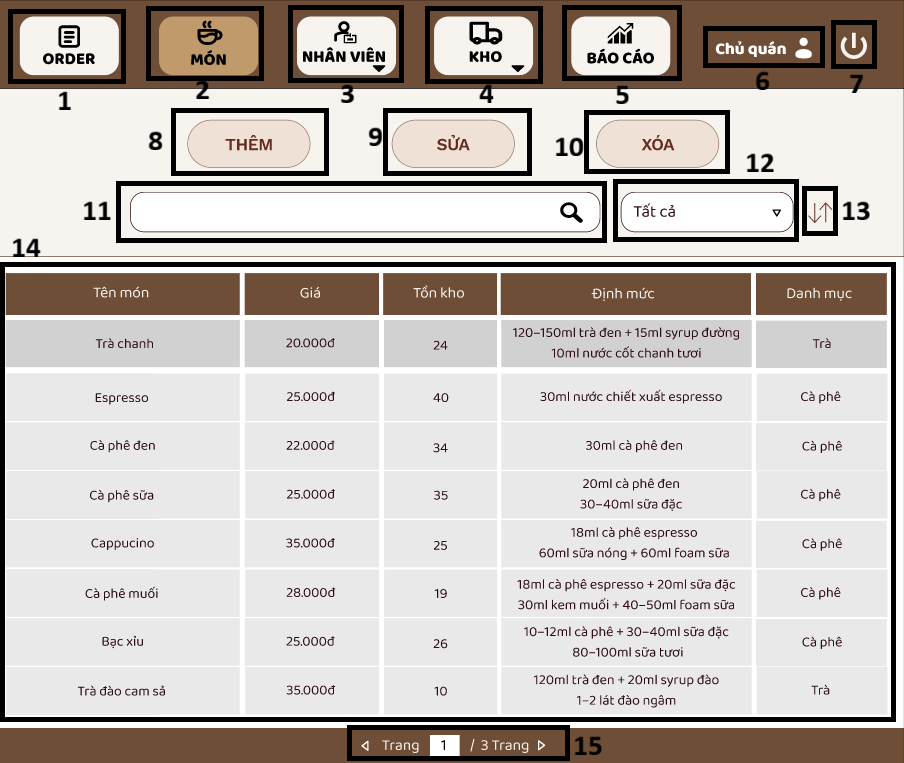 ORDER
MÓN
NHÂN VIÊN
KHO
BÁO CÁO
Chủ quán
1
2
3
4
5
6
7
8
THÊM
9
SỬA
10
XÓA
11
Tất cả
12
13
14
Tên món Giá Tồn kho Định mức Danh mục
Trà chanh 20.000đ 24 120–150ml trà đen + 15ml syrup đường Trà
10ml nước cốt chanh tươi
Espresso 25.000đ 40 30ml nước chiết xuất espresso Cà phê
Cà phê đen 22.000đ 34 30ml cà phê đen Cà phê
Cà phê sữa 25.000đ 35 20ml cà phê đen Cà phê
30–40ml sữa đặc
Cappucino 35.000đ 25 18ml cà phê espresso Cà phê
60ml sữa nóng + 60ml foam sữa
Cà phê muối 28.000đ 19 18ml cà phê espresso + 20ml sữa đặc Cà phê
30ml kem muối + 40–50ml foam sữa
Bạc xỉu 25.000đ 26 10–12ml cà phê + 30–40ml sữa đặc Cà phê
80–100ml sữa tươi
Trà đào cam sả 35.000đ 10 120ml trà đen + 20ml syrup đào Trà
1–2 lát đào ngâm
Trang 1 / 3 Trang
15